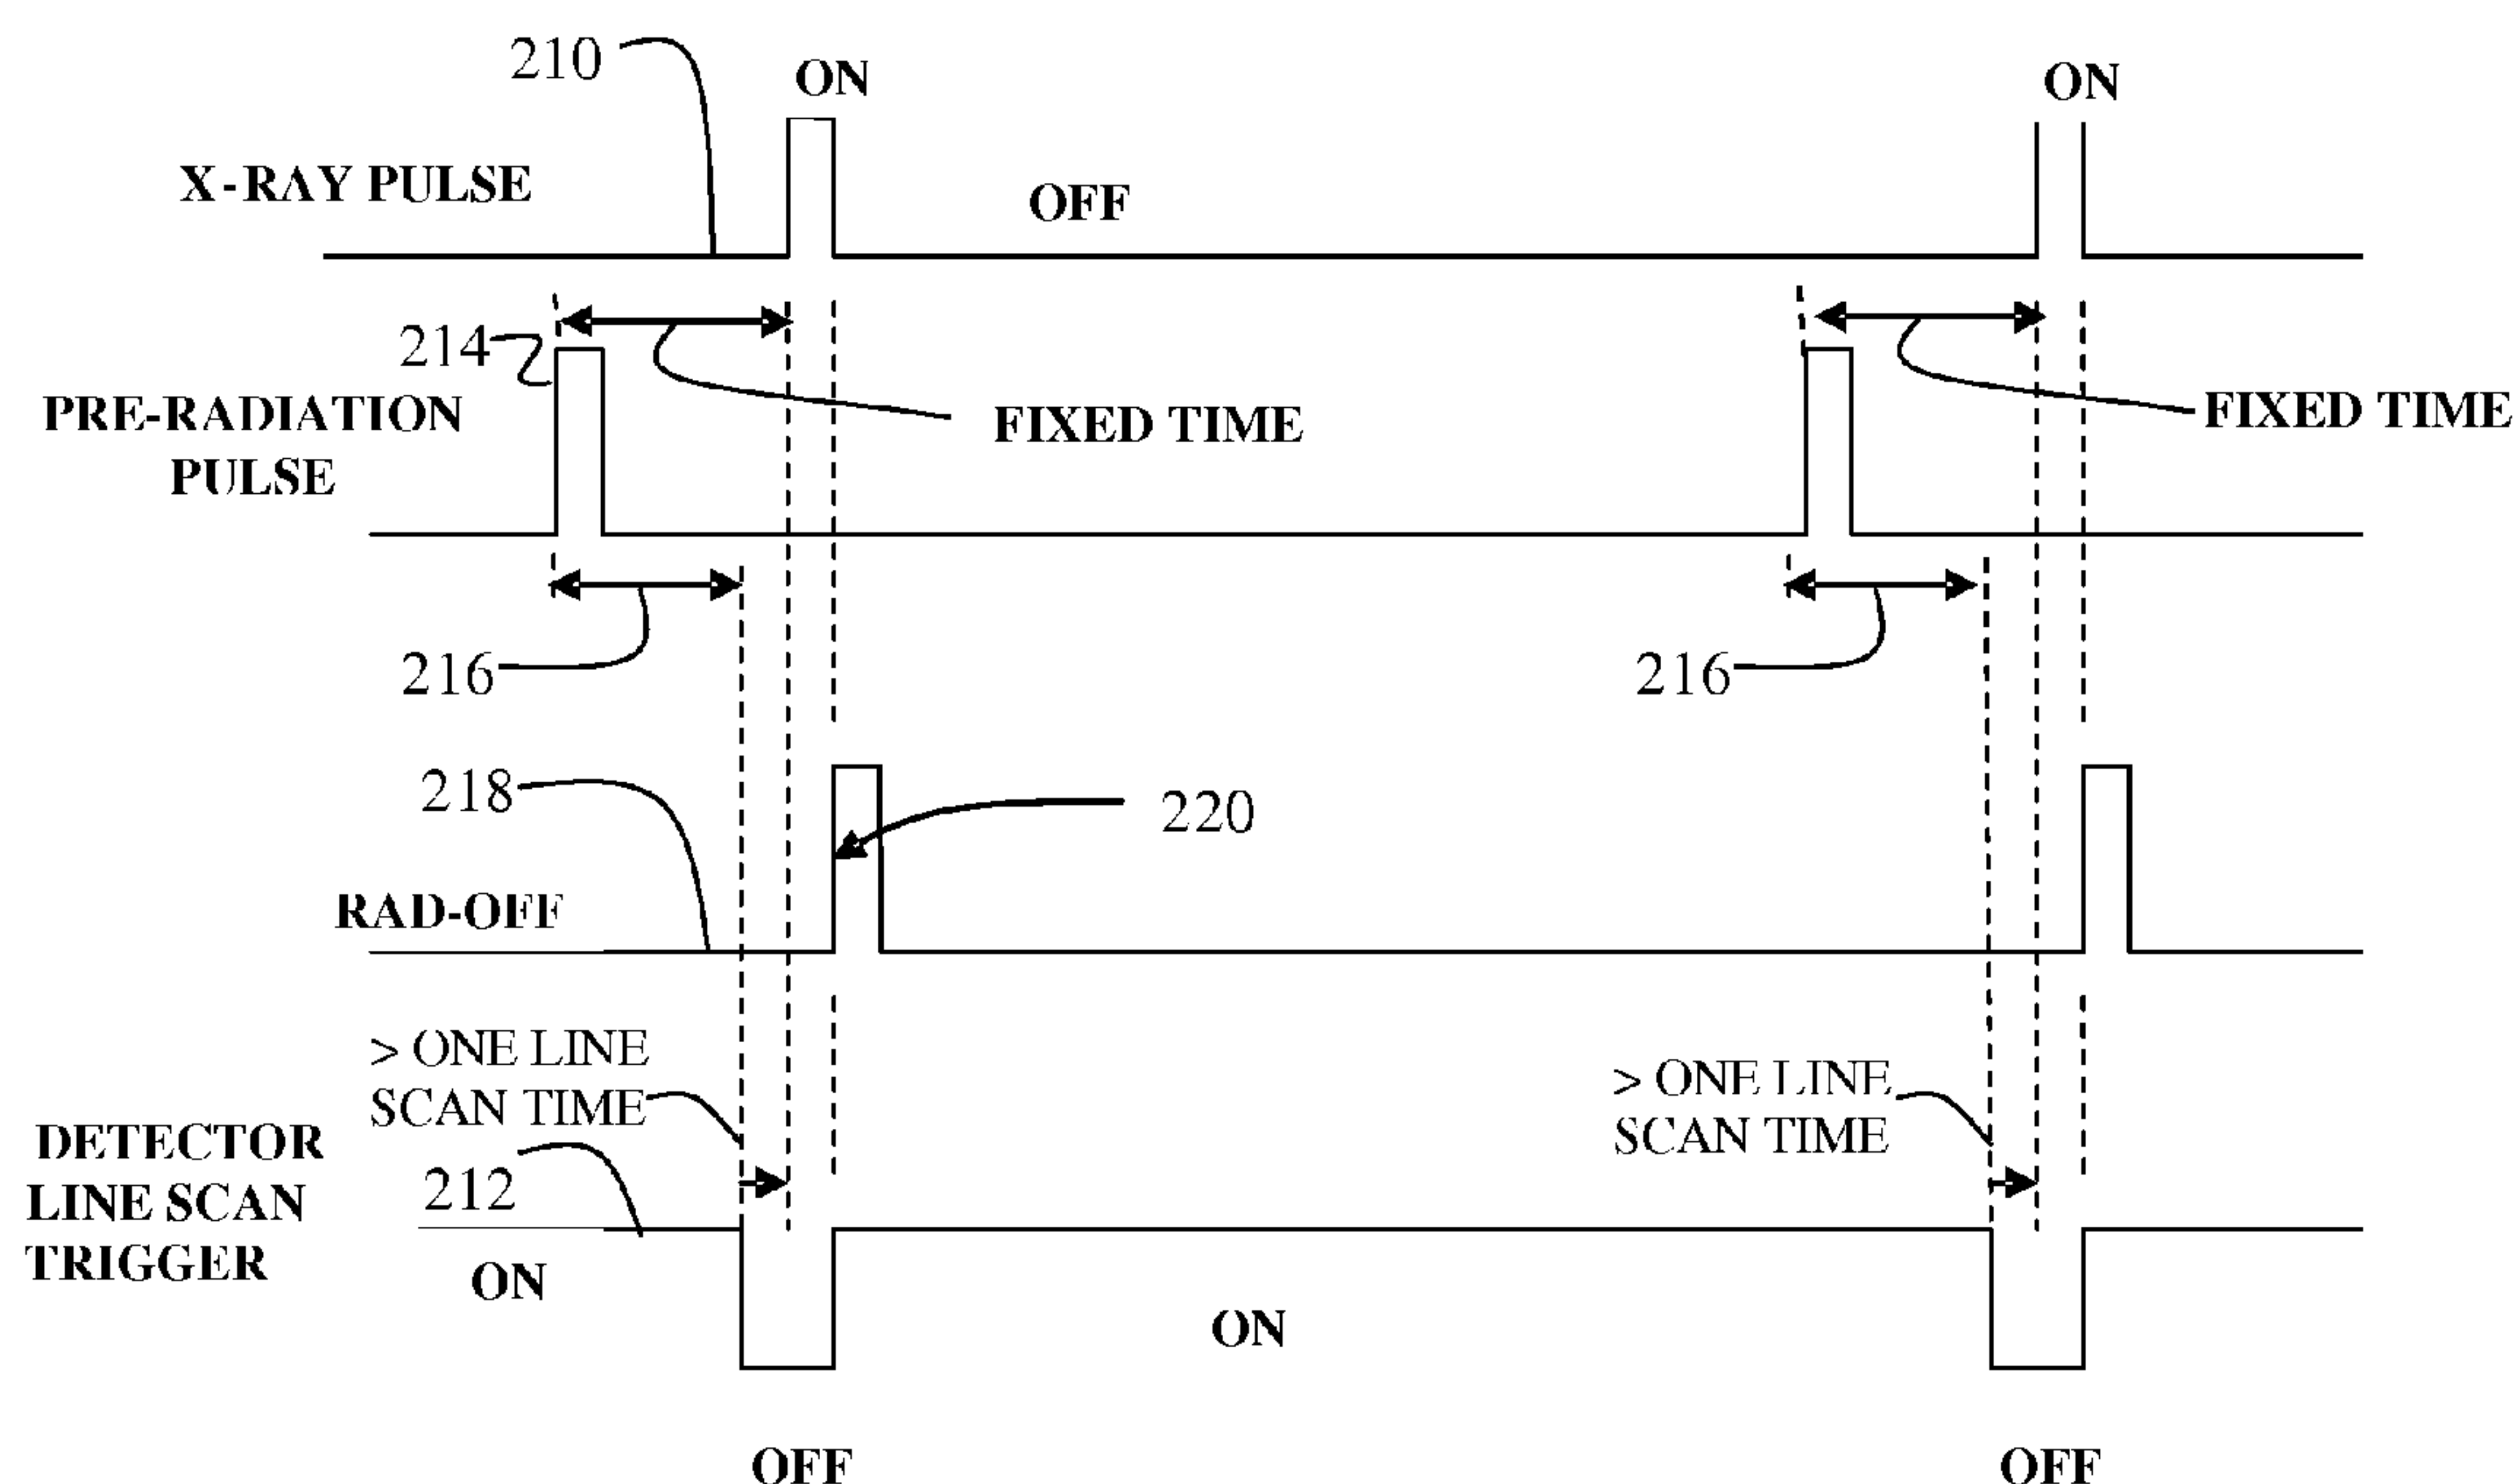 210
ON
ON
X-RAY PULSE
OFF
214
PRE-RADIATION
PULSE
FIXED TIME
FIXED TIME
216
216
218
220
RAD-OFF
> ONE LINE
SCAN TIME
> ONE LINE
SCAN TIME
DETECTOR
LINE SCAN
TRIGGER
212
ON
ON
OFF
OFF